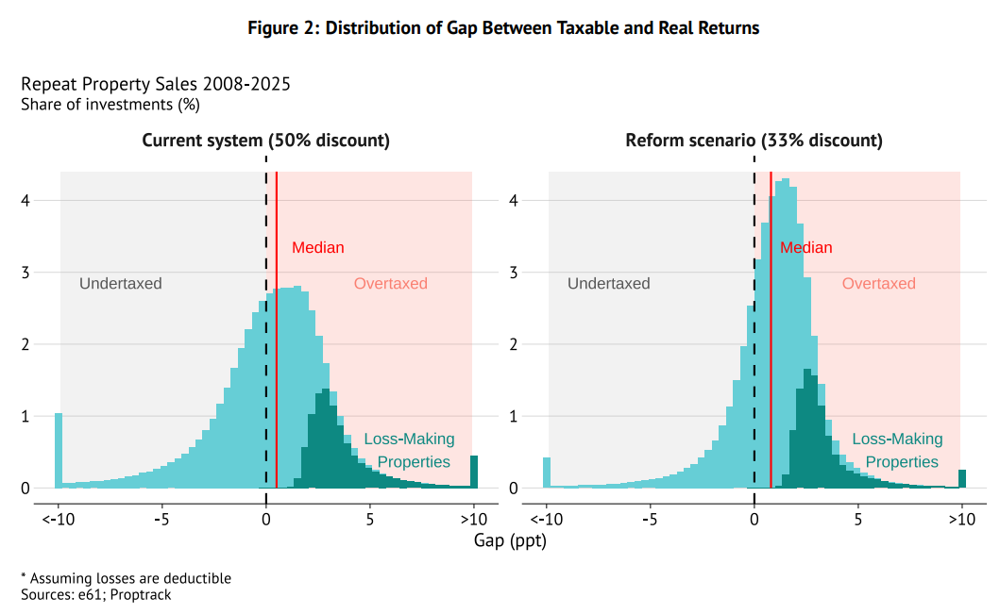 Figure 2: Distribution of Gap Between Taxable and Real Returns
Repeat Property Sales 2008-2025
Share of investments (%)
Current system (50% discount)
Reform scenario (33% discount)
4
3
2
1
0
Median
Undertaxed
Overtaxed
Loss-Making
Properties
<-10
-5
0
5
>10
4
3
2
1
0
Median
Undertaxed
Overtaxed
Loss-Making
Properties
<-10
-5
0
5
>10
Gap (ppt)
* Assuming losses are deductible
Sources: e61; Proptrack